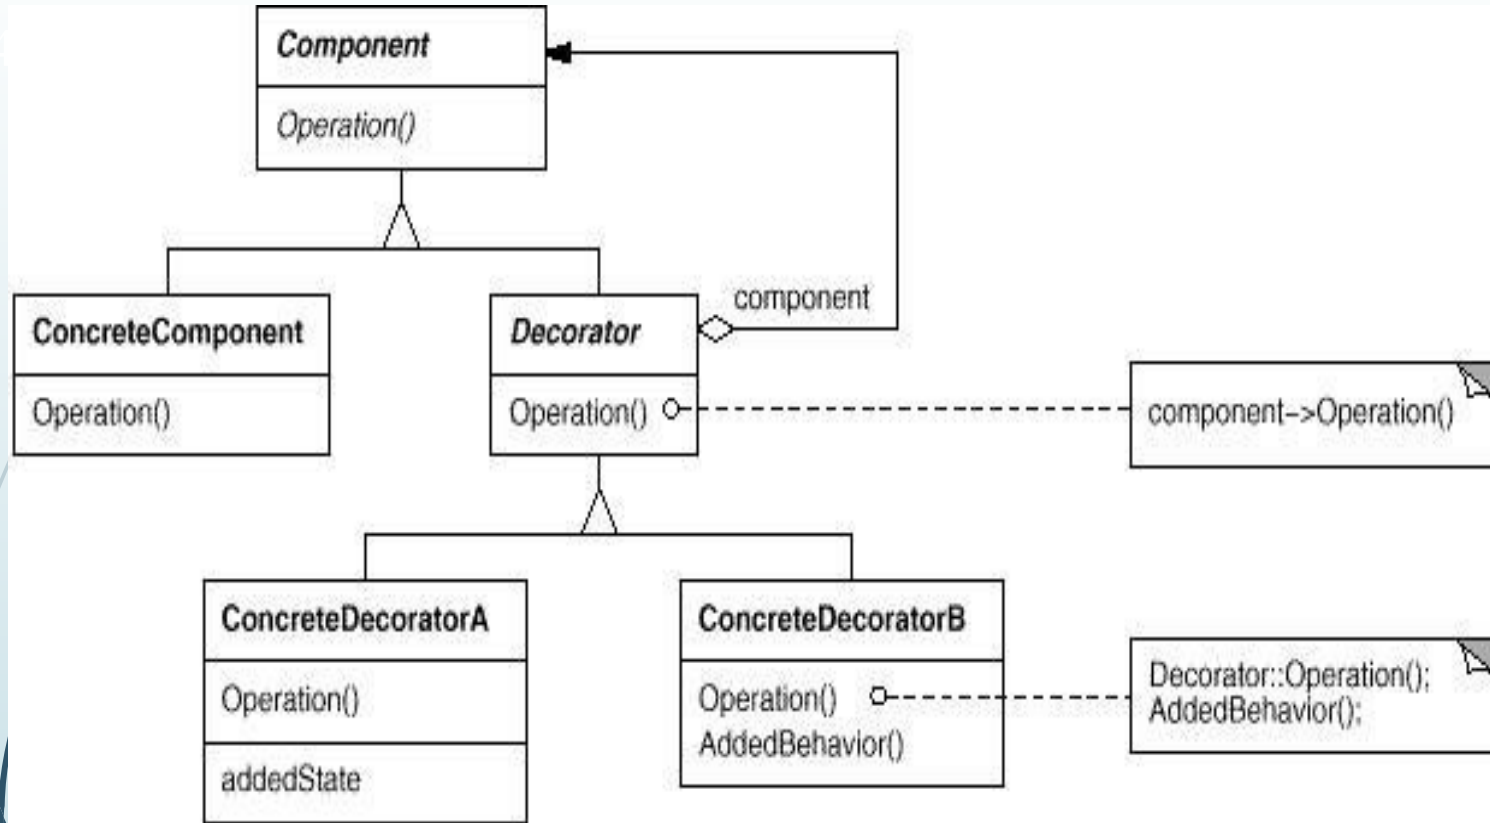 Component
Operation()
component
ConcreteComponent
Operation()
Decorator
Operation()
component–>Operation()
ConcreteDecoratorA
Operation()
addedState
ConcreteDecoratorB
Operation()
AddedBehavior()
Decorator::Operation();
AddedBehavior();